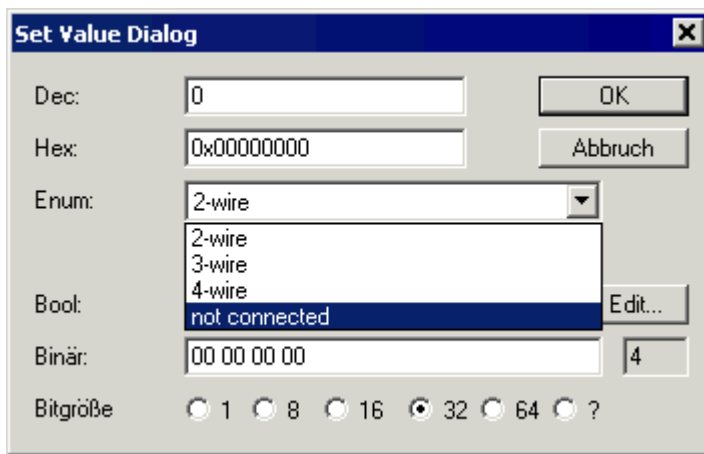 Set Value Dialog
Dec: 0 OK
Hex: 0x00000000 Abbruch
Enum: 2-wire
2-wire
3-wire
4-wire
Bool: not connected Edit...
Binär: 00 00 00 00 4
Bitgröße 1 8 16 32 64 ?